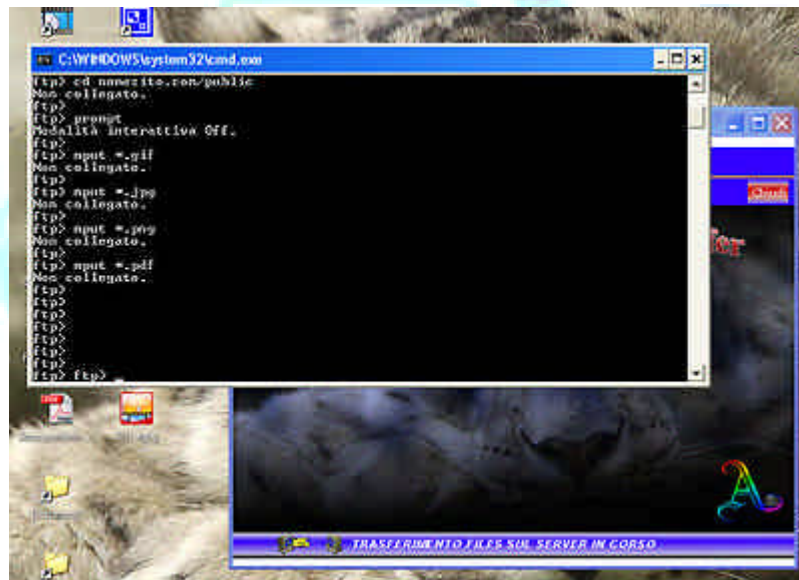 C:\WINDOWS\system32\cmd.exe
ftp> cd nomesito.com/public
Non collegato.
ftp>
ftp> prompt
Modalità interattiva Off.
ftp>
ftp> mput *.gif
Non collegato.
ftp>
ftp> mput *.jpg
Non collegato.
ftp>
ftp> mput *.png
Non collegato.
ftp>
ftp> mput *.pdf
Non collegato.
ftp>
ftp>
ftp>
ftp>
ftp>
ftp>
ftp> ftp> _
Chiudi
TRASFERIMENTO FILES SUL SERVER IN CORSO